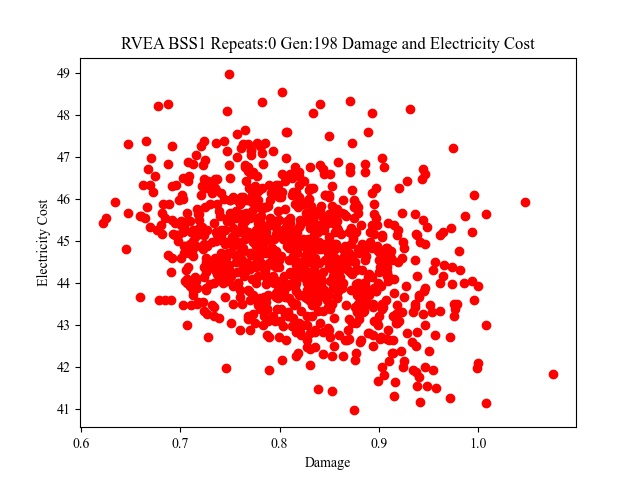 RVEA BSS1 Repeats:0 Gen:198 Damage and Electricity Cost
49
48
47
46
45
44
43
42
41
Electricity Cost
0.6 0.7 0.8 0.9 1.0
Damage